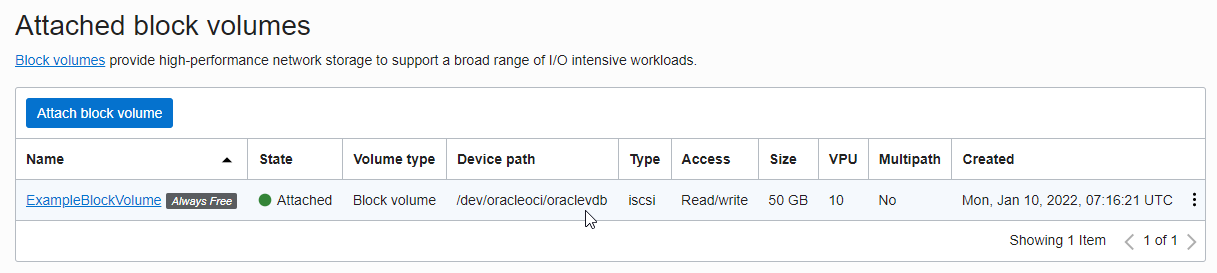 Attached block volumes
Block volumes provide high-performance network storage to support a broad range of I/O intensive workloads.
Attach block volume
Name State Volume type Device path Type Access Size VPU Multipath Created
ExampleBlockVolume Always Free Attached Block volume /dev/oracleoci/oraclevdb iscsi Read/write 50 GB 10 No Mon, Jan 10, 2022, 07:16:21 UTC
Showing 1 Item 1 of 1